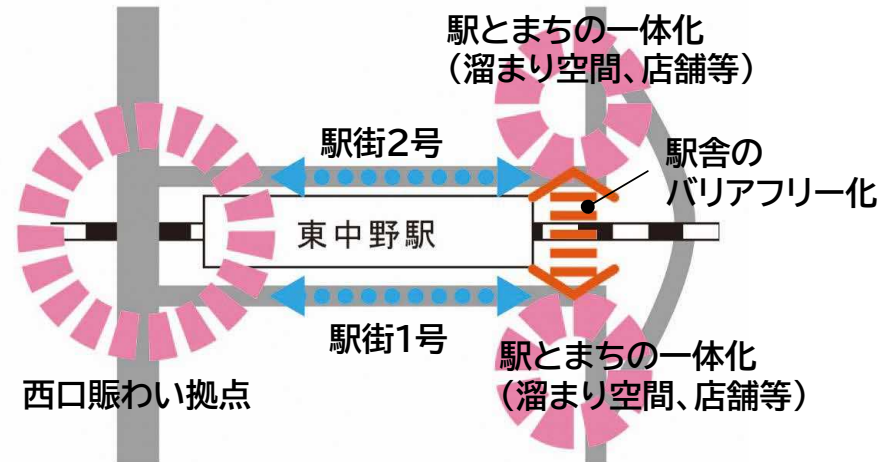 駅とまちの一体化
（溜まり空間、店舗等）
駅街2号
駅舎の
バリアフリー化
東中野駅
駅街1号
駅とまちの一体化
（溜まり空間、店舗等）
西口賑わい拠点